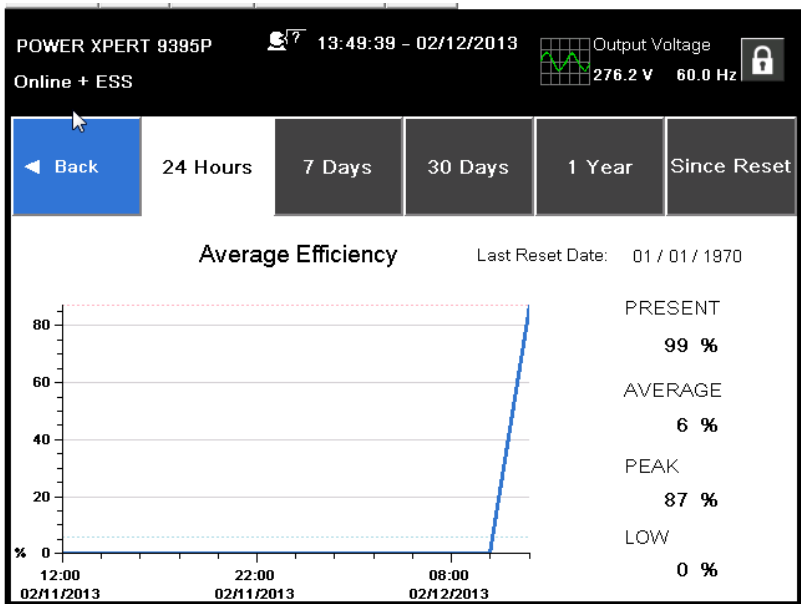 POWER XPERT 9395P
? 13:49:39 - 02/12/2013
Output Voltage
Online + ESS
276.2 V 60.0 Hz
Back
24 Hours
7 Days
30 Days
1 Year
Since Reset
Average Efficiency
Last Reset Date: 01 / 01 / 1970
80
60
40
20
% 0
12:00
02/11/2013
22:00
02/11/2013
08:00
02/12/2013
PRESENT
99 %
AVERAGE
6 %
PEAK
87 %
LOW
0 %